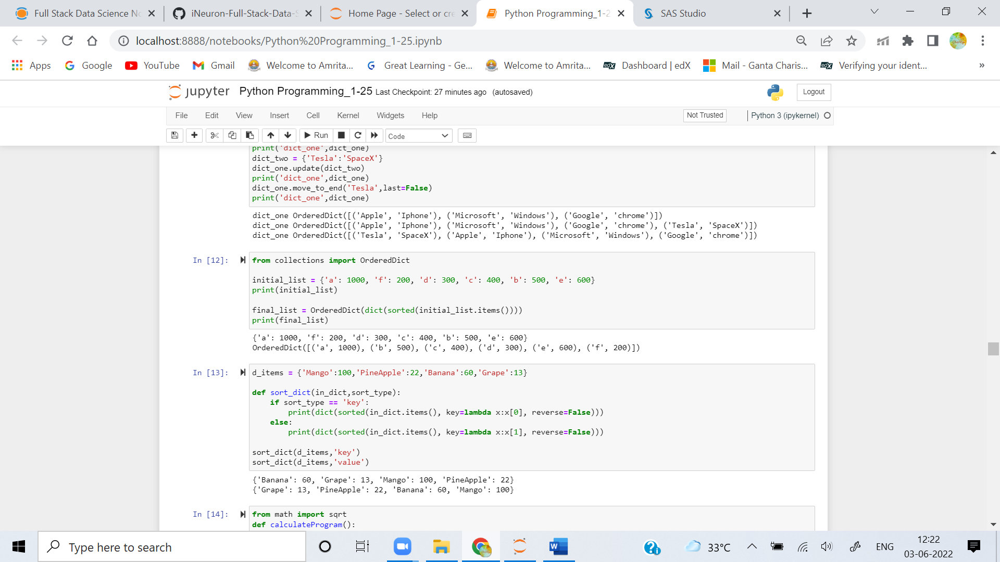 Full Stack Data Science No
iNeuron-Full-Stack-Data-S
Home Page - Select or cre
Python Programming_1-2
SAS Studio
localhost:8888/notebooks/Python%20Programming_1-25.ipynb
Apps
Google
YouTube
Gmail
Welcome to Amrita...
Great Learning - Ge...
Welcome to Amrita...
edX
Dashboard | edX
Mail - Ganta Charis...
edX
Verifying your ident...
»
jupyter
Python Programming_1-25 Last Checkpoint: 27 minutes ago (autosaved)
Logout
File Edit View Insert Cell Kernel Widgets Help
Not Trusted
Python 3 (ipykernel)
Run
Code
print('dict_one',dict_one)
dict_two = {'Tesla':'SpaceX'}
dict_one.update(dict_two)
print('dict_one',dict_one)
dict_one.move_to_end('Tesla',last=False)
print('dict_one',dict_one)
dict_one OrderedDict([('Apple', 'Iphone'), ('Microsoft', 'Windows'), ('Google', 'chrome')])
dict_one OrderedDict([('Apple', 'Iphone'), ('Microsoft', 'Windows'), ('Google', 'chrome'), ('Tesla', 'SpaceX')])
dict_one OrderedDict([('Tesla', 'SpaceX'), ('Apple', 'Iphone'), ('Microsoft', 'Windows'), ('Google', 'chrome')])
In [12]:
from collections import OrderedDict
initial_list = {'a': 1000, 'f': 200, 'd': 300, 'c': 400, 'b': 500, 'e': 600}
print(initial_list)
final_list = OrderedDict(dict(sorted(initial_list.items())))
print(final_list)
{'a': 1000, 'f': 200, 'd': 300, 'c': 400, 'b': 500, 'e': 600}
OrderedDict([('a', 1000), ('b', 500), ('c', 400), ('d', 300), ('e', 600), ('f', 200)])
In [13]:
d_items = {'Mango':100,'PineApple':22,'Banana':60,'Grape':13}
def sort_dict(in_dict,sort_type):
if sort_type == 'key':
print(dict(sorted(in_dict.items(), key=lambda x:x[0], reverse=False)))
else:
print(dict(sorted(in_dict.items(), key=lambda x:x[1], reverse=False)))
sort_dict(d_items,'key')
sort_dict(d_items,'value')
{'Banana': 60, 'Grape': 13, 'Mango': 100, 'PineApple': 22}
{'Grape': 13, 'PineApple': 22, 'Banana': 60, 'Mango': 100}
In [14]:
from math import sqrt
def calculateProgram():
Type here to search
33°C
ENG
12:22
03-06-2022